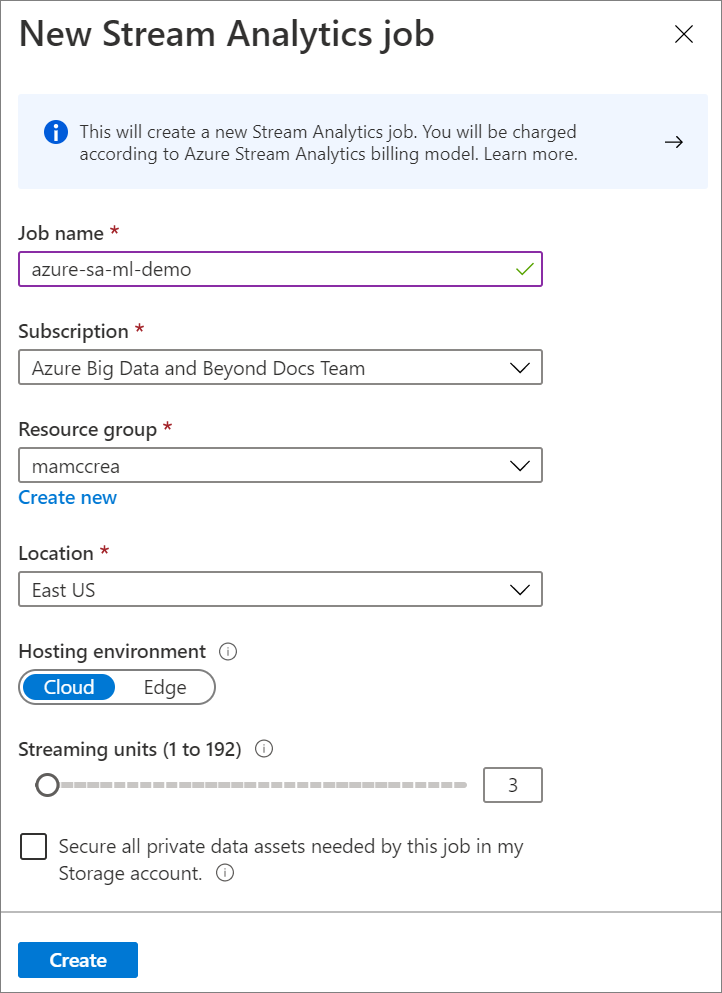 New Stream Analytics job
This will create a new Stream Analytics job. You will be charged
according to Azure Stream Analytics billing model. Learn more.
Job name *
azure-sa-ml-demo
Subscription *
Azure Big Data and Beyond Docs Team
Resource group *
mamccrea
Create new
Location *
East US
Hosting environment
Cloud Edge
Streaming units (1 to 192)
3
Secure all private data assets needed by this job in my
Storage account.
Create